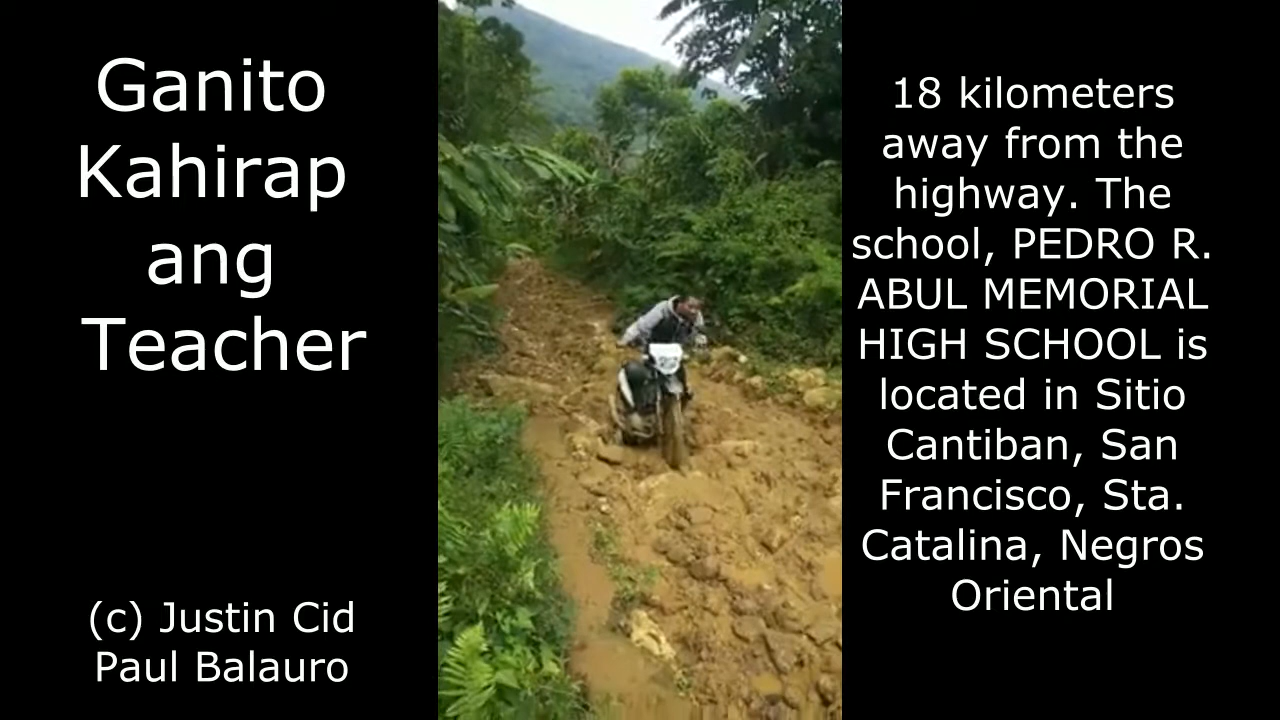 Ganito
Kahirap
ang
Teacher
(c) Justin Cid
Paul Balauro
18 kilometers
away from the
highway. The
school, PEDRO R.
ABUL MEMORIAL
HIGH SCHOOL is
located in Sitio
Cantiban, San
Francisco, Sta.
Catalina, Negros
Oriental